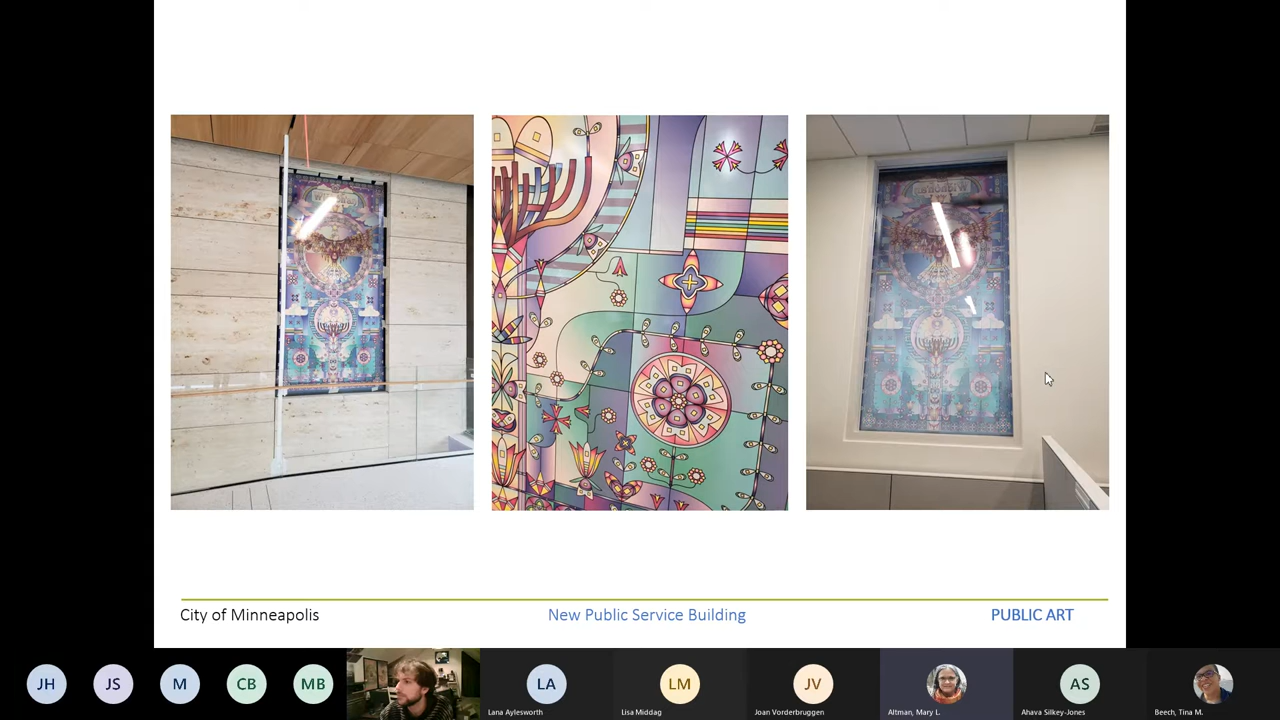 City of Minneapolis
New Public Service Building
PUBLIC ART
JH
JS
M
CB
MB
LA
LM
JV
AS
Lana Aylesworth
Lisa Middag
Joan Vorderbruggen
Altman, Mary L.
Ahava Silkey-Jones
Beech, Tina M.